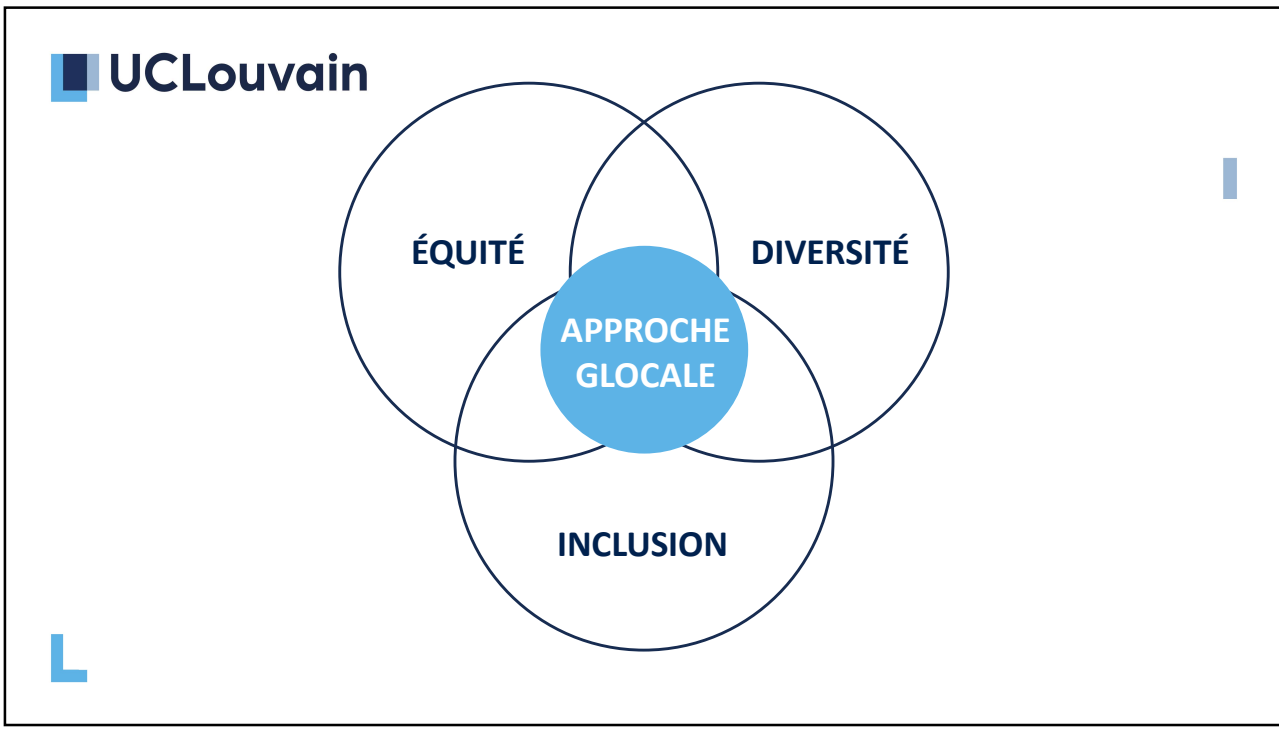 UCLouvain
ÉQUITÉ
DIVERSITÉ
APPROCHE
GLOCALE
INCLUSION